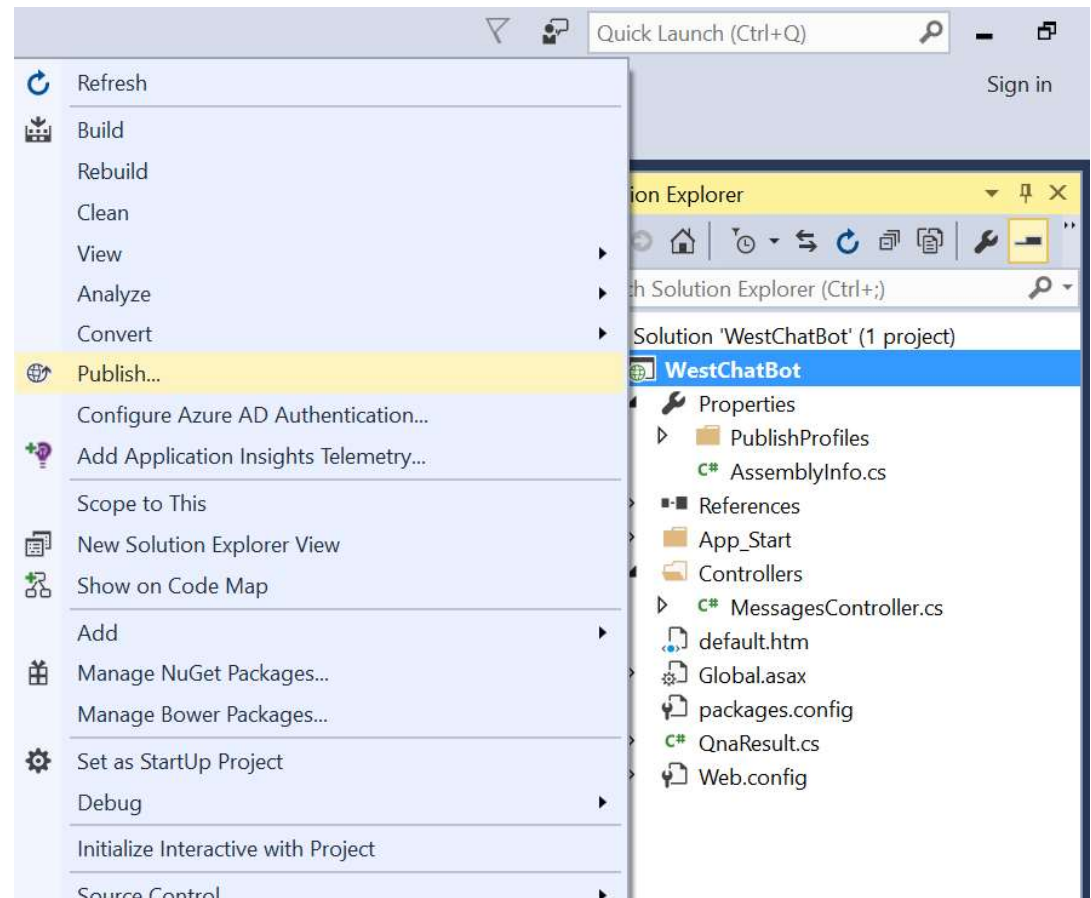 Quick Launch (Ctrl+Q)
Sign in
Refresh
Build
Rebuild
Clean
View
Analyze
Convert
Publish...
Configure Azure AD Authentication...
Add Application Insights Telemetry...
Scope to This
New Solution Explorer View
Show on Code Map
Add
Manage NuGet Packages...
Manage Bower Packages...
Set as StartUp Project
Debug
Initialize Interactive with Project
Source Control
ion Explorer
h Solution Explorer (Ctrl+;)
Solution 'WestChatBot' (1 project)
WestChatBot
Properties
PublishProfiles
C# AssemblyInfo.cs
References
App_Start
Controllers
C# MessagesController.cs
default.htm
Global.asax
packages.config
C# QnaResult.cs
Web.config